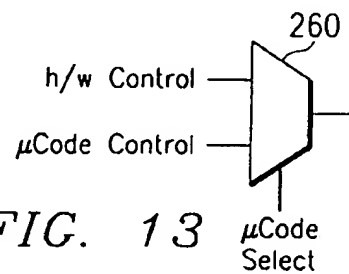 260
h/w Control
μCode Control
FIG. 13
μCode
Select